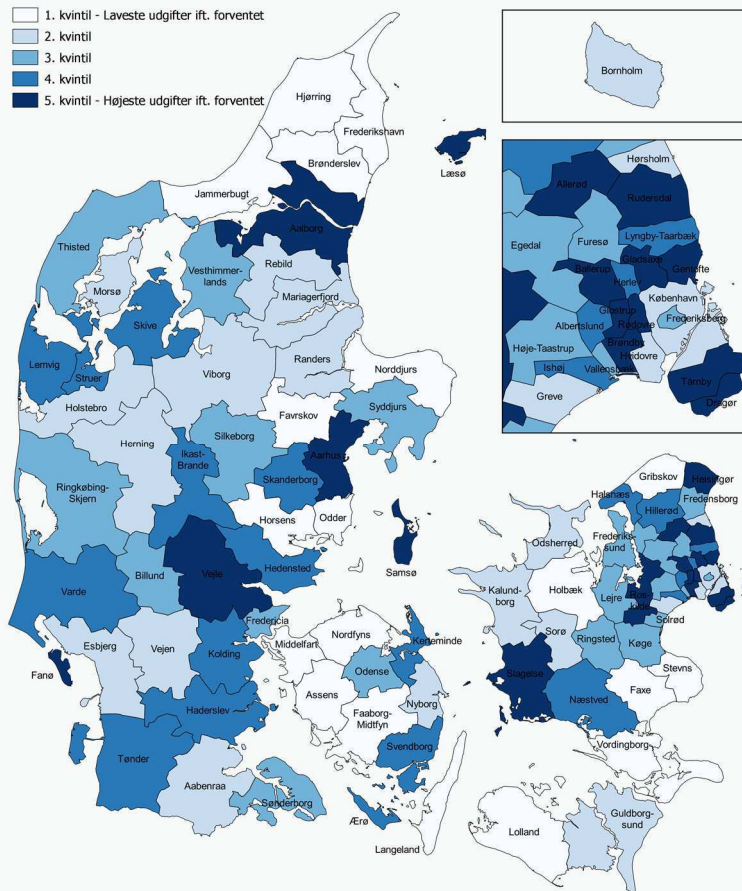 1. kvintil - Laveste udgifter ift. forventet
2. kvintil
3. kvintil
4. kvintil
5. kvintil - Højeste udgifter ift. forventet
Bornholm
Hjørring
Frederikshavn
Brønderslev
Læsø
Jammerbugt
Aalborg
Thisted
Vesthimmer-
lands
Rebild
Morsø
Mariagerfjord
Skive
Lemvig
Struer
Viborg
Randers
Norddjurs
Holstebro
Favrskov
Syddjurs
Herning
Silkeborg
Ikast-
Brande
Aarhus
Skanderborg
Ringkøbing-
Skjern
Horsens
Odder
Samsø
Hedensted
Varde
Billund
Vejle
Fredericia
Esbjerg
Vejen
Kolding
Fanø
Haderslev
Tønder
Aabenraa
Sønderborg
Middelfart
Nordfyns
Kerteminde
Odense
Assens
Nyborg
Faaborg-
Midtfyn
Svendborg
Ærø
Langeland
Hørsholm
Allerød
Rudersdal
Egedal
Furesø
Lyngby-Taarbæk
Gladsaxe
Ballerup
Gentofte
Herlev
København
Glostrup
Frederiksberg
Albertslund
Rødovre
Høje-Taastrup
Brøndby
Hvidovre
Ishøj
Vallensbæk
Tårnby
Greve
Dragør
Gribskov
Helsingør
Halsnæs
Fredensborg
Hillerød
Odsherred
Frederiks-
sund
Kalund-
borg
Holbæk
Lejre
Ros-
kilde
Sorø
Solrød
Ringsted
Køge
Slagelse
Stevns
Næstved
Faxe
Vordingborg
Guldborg-
sund
Lolland